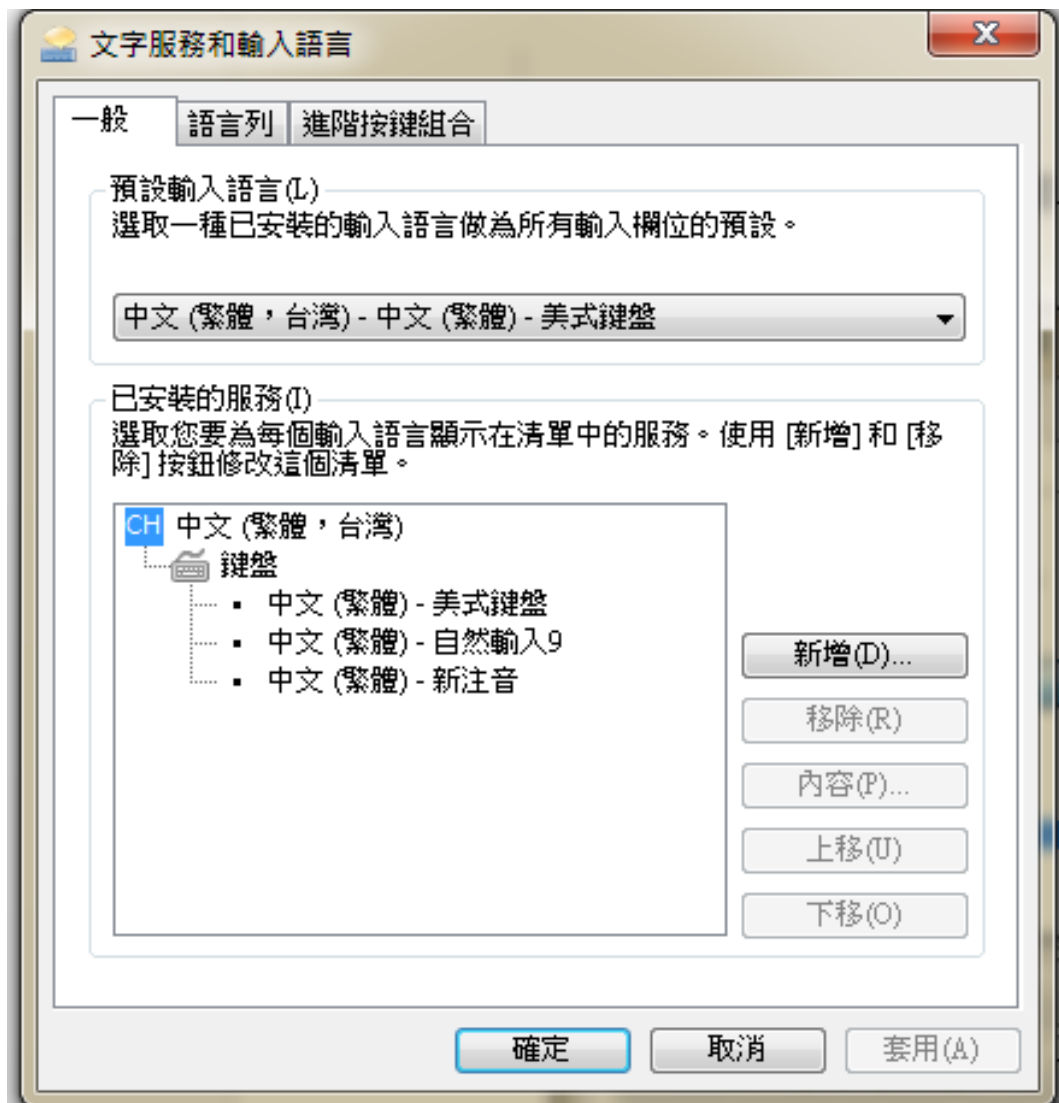 文字服務和輸入語言
一般
語言列
進階按鍵組合
預設輸入語言(L)
選取一種已安裝的輸入語言做為所有輸入欄位的預設。
中文 (繁體，台灣) - 中文 (繁體) - 美式鍵盤
已安裝的服務(I)
選取您要為每個輸入語言顯示在清單中的服務。使用 [新增] 和 [移
除] 按鈕修改這個清單。
CH 中文 (繁體，台灣)
鍵盤
中文 (繁體) - 美式鍵盤
中文 (繁體) - 自然輸入9
中文 (繁體) - 新注音
新增(D)...
移除(R)
內容(P)...
上移(U)
下移(O)
確定
取消
套用(A)